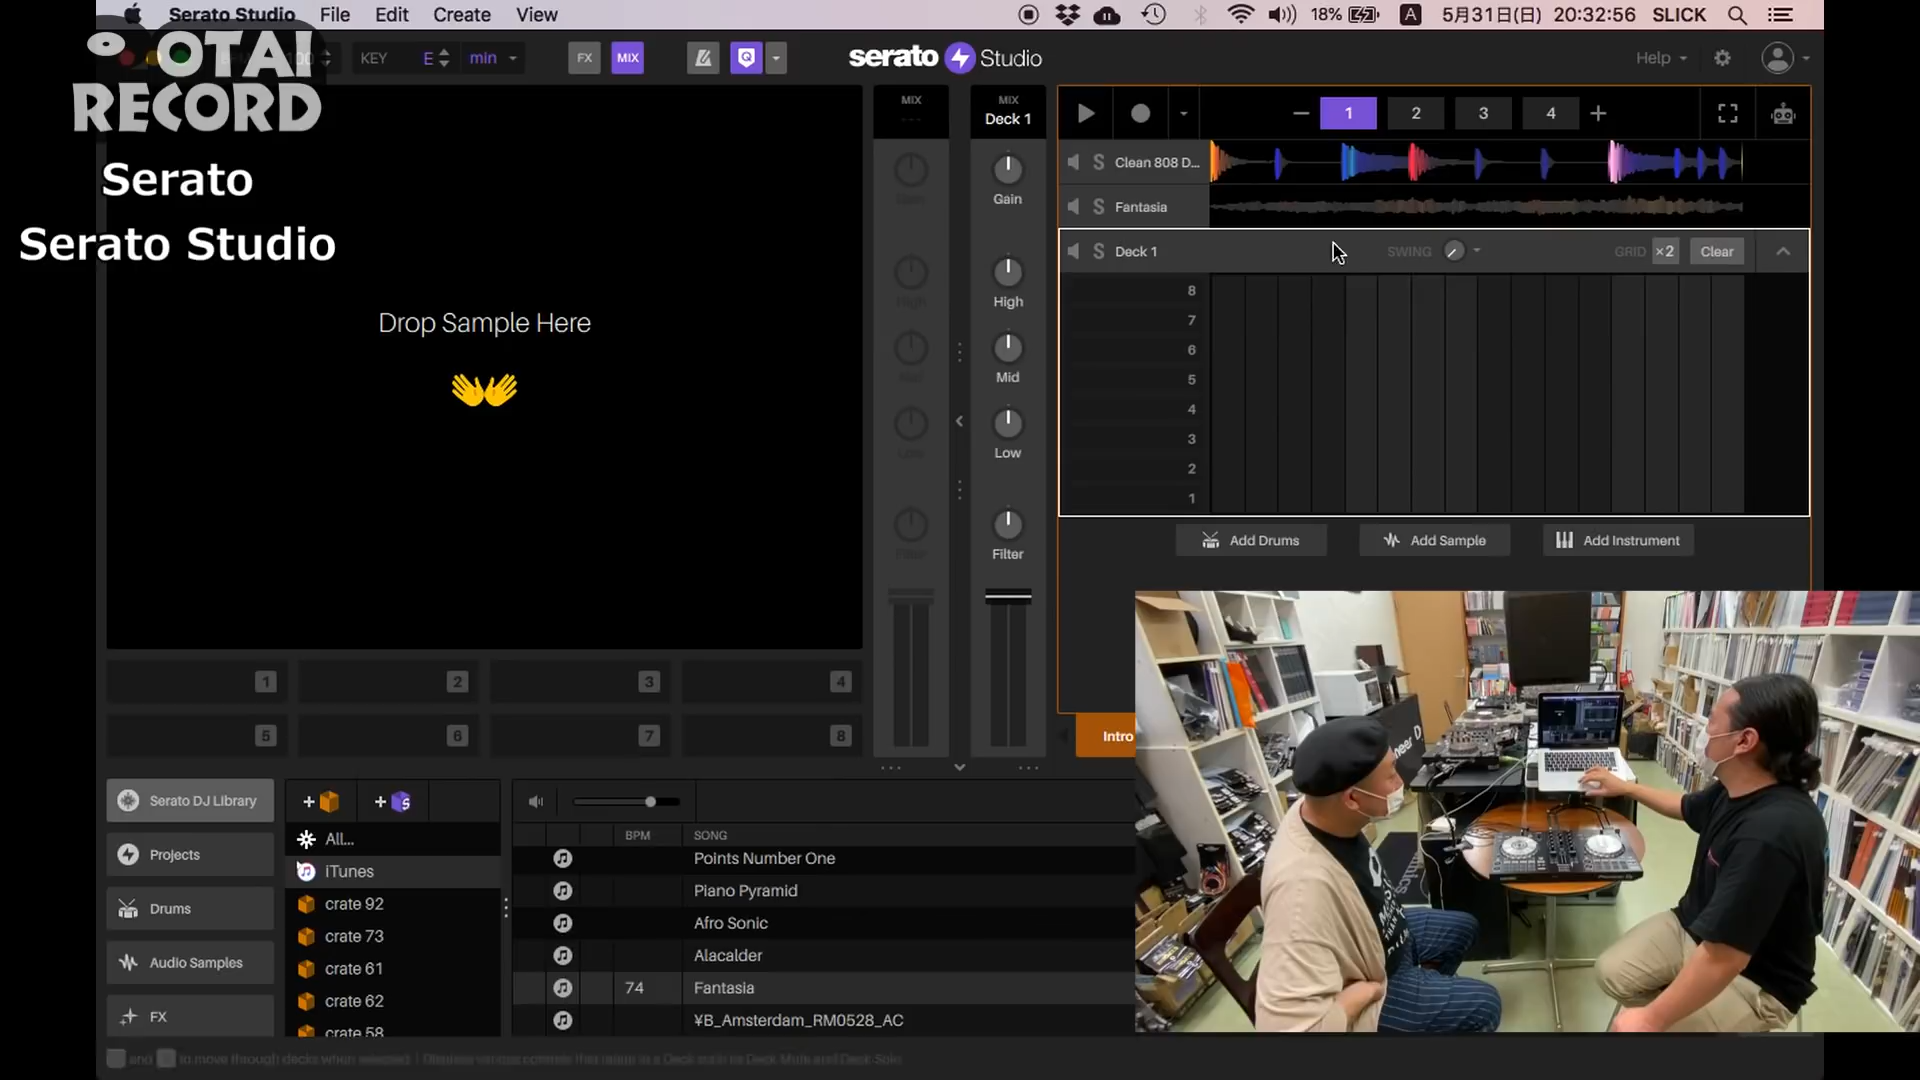 Serato Studio File Edit Create View 18% A 5月31日(日) 20:32:56 SLICK
OTAI
RECORD
Serato
Serato Studio
KEY E min FX MIX serato Studio Help
MIX
MIX
Deck 1
Gain
High
Mid
Low
Filter
1 2 3 4
S Clean 808 D...
S Fantasia
S Deck 1 SWING GRID ×2 Clear
8
7
6
5
4
3
2
1
Add Drums Add Sample Add Instrument
Drop Sample Here
1 2 3 4
5 6 7 8
Intro
Serato DJ Library
Projects
Drums
Audio Samples
FX
All...
iTunes
crate 92
crate 73
crate 61
crate 62
crate 58
BPM SONG
Points Number One
Piano Pyramid
Afro Sonic
Alacalder
74 Fantasia
¥B_Amsterdam_RM0528_AC